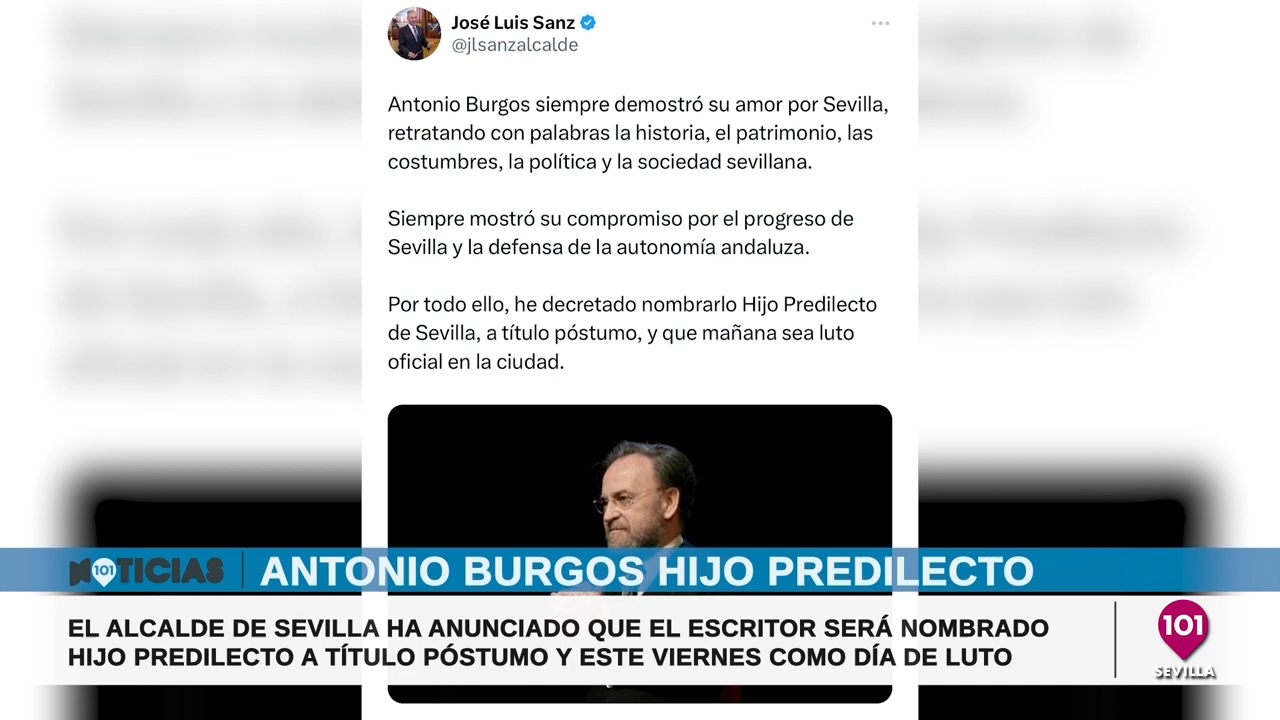 José Luis Sanz
@jlsanzalcalde
Antonio Burgos siempre demostró su amor por Sevilla,
retratando con palabras la historia, el patrimonio, las
costumbres, la política y la sociedad sevillana.
Siempre mostró su compromiso por el progreso de
Sevilla y la defensa de la autonomía andaluza.
Por todo ello, he decretado nombrarlo Hijo Predilecto
de Sevilla, a título póstumo, y que mañana sea luto
oficial en la ciudad.
NOTICIAS 101
ANTONIO BURGOS HIJO PREDILECTO
EL ALCALDE DE SEVILLA HA ANUNCIADO QUE EL ESCRITOR SERÁ NOMBRADO
HIJO PREDILECTO A TÍTULO PÓSTUMO Y ESTE VIERNES COMO DÍA DE LUTO
101
SEVILLA